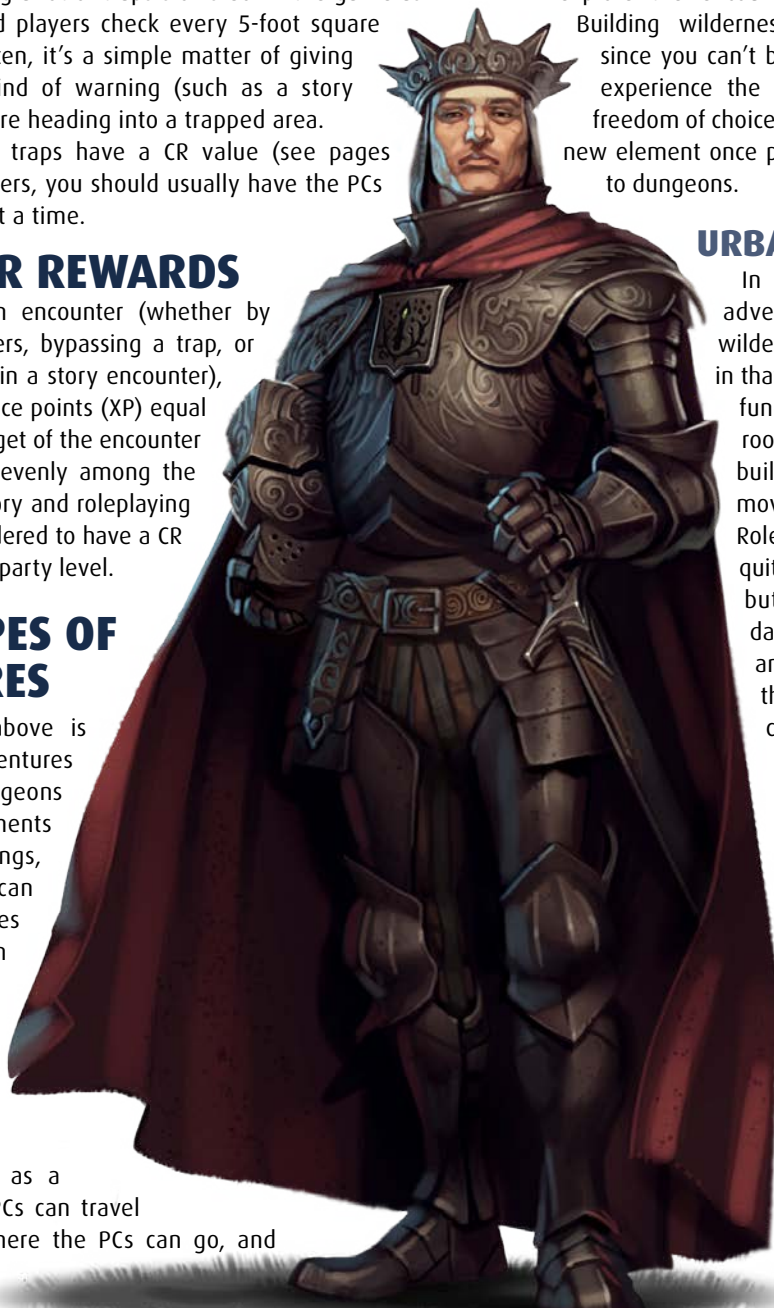 d players check every 5-foot square
en, it's a simple matter of giving
ind of warning (such as a story
re heading into a trapped area.
traps have a CR value (see pages
ers, you should usually have the PCs
t a time.
R REWARDS
n encounter (whether by
ers, bypassing a trap, or
in a story encounter),
ce points (XP) equal
get of the encounter
evenly among the
ory and roleplaying
dered to have a CR
party level.
PES OF
RES
above is
entures
geons
ments
ngs,
can
es
n
as a
PCs can travel
here the PCs can go, and
Building wilderness
since you can't b
experience the
freedom of choice
new element once p
to dungeons.
URBA
In
adve
wilde
in tha
fun
roo
buil
mov
Role
quit
but
da
ar
th
c